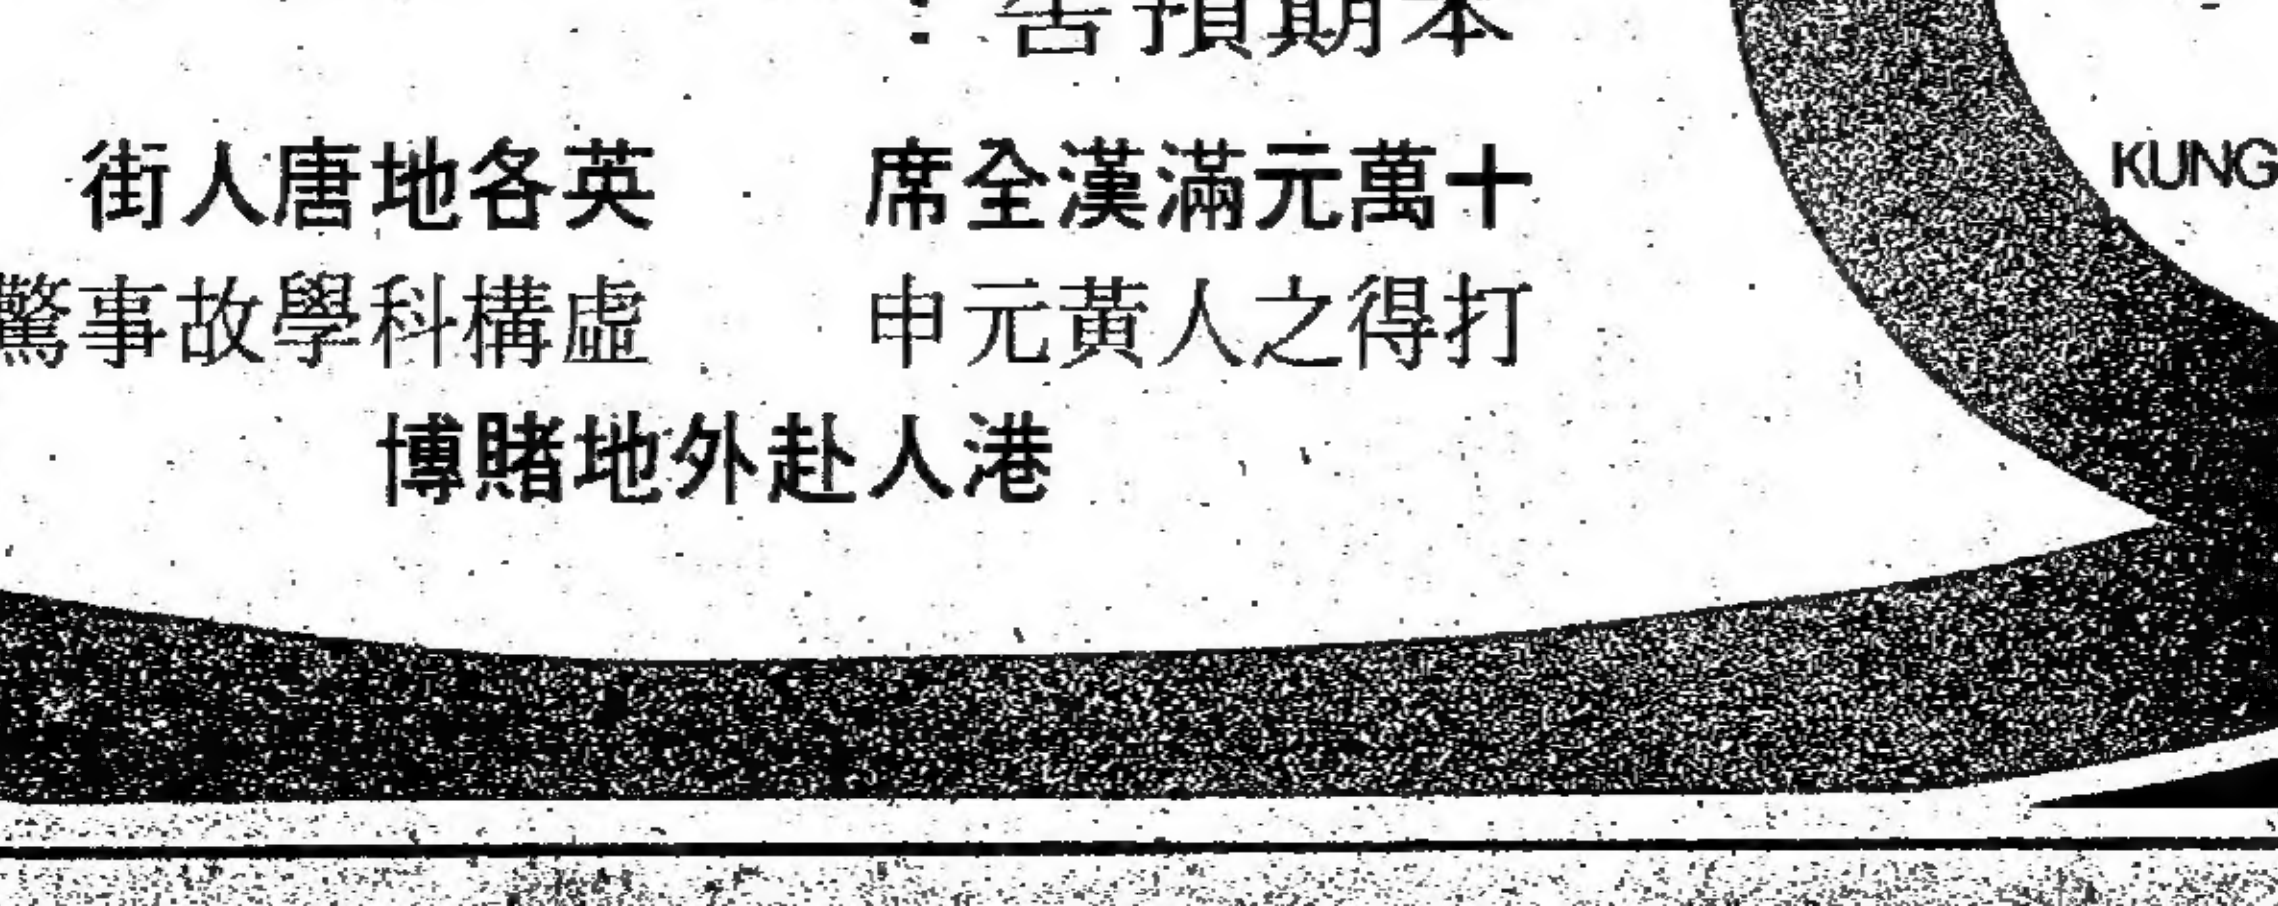 本期預告：
十萬元滿漢全席 英各地唐人街
打得之人黃元申 虛構科學故事驚
港人赴外地賭博
KUNG